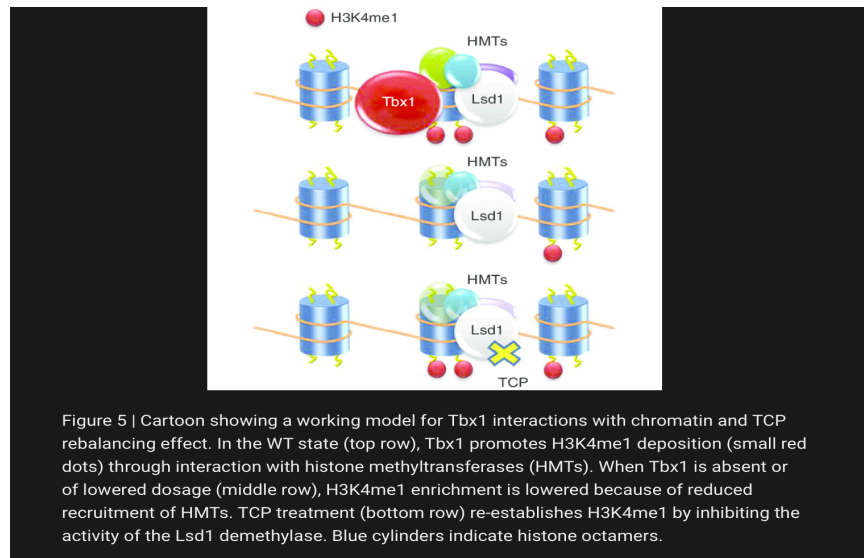 H3K4me1
HMTs
Tbx1
Lsd1
HMTs
Lsd1
HMTs
Lsd1
TCP
Figure 5 | Cartoon showing a working model for Tbx1 interactions with chromatin and TCP
rebalancing effect. In the WT state (top row), Tbx1 promotes H3K4me1 deposition (small red
dots) through interaction with histone methyltransferases (HMTs). When Tbx1 is absent or
of lowered dosage (middle row), H3K4me1 enrichment is lowered because of reduced
recruitment of HMTs. TCP treatment (bottom row) re-establishes H3K4me1 by inhibiting the
activity of the Lsd1 demethylase. Blue cylinders indicate histone octamers.